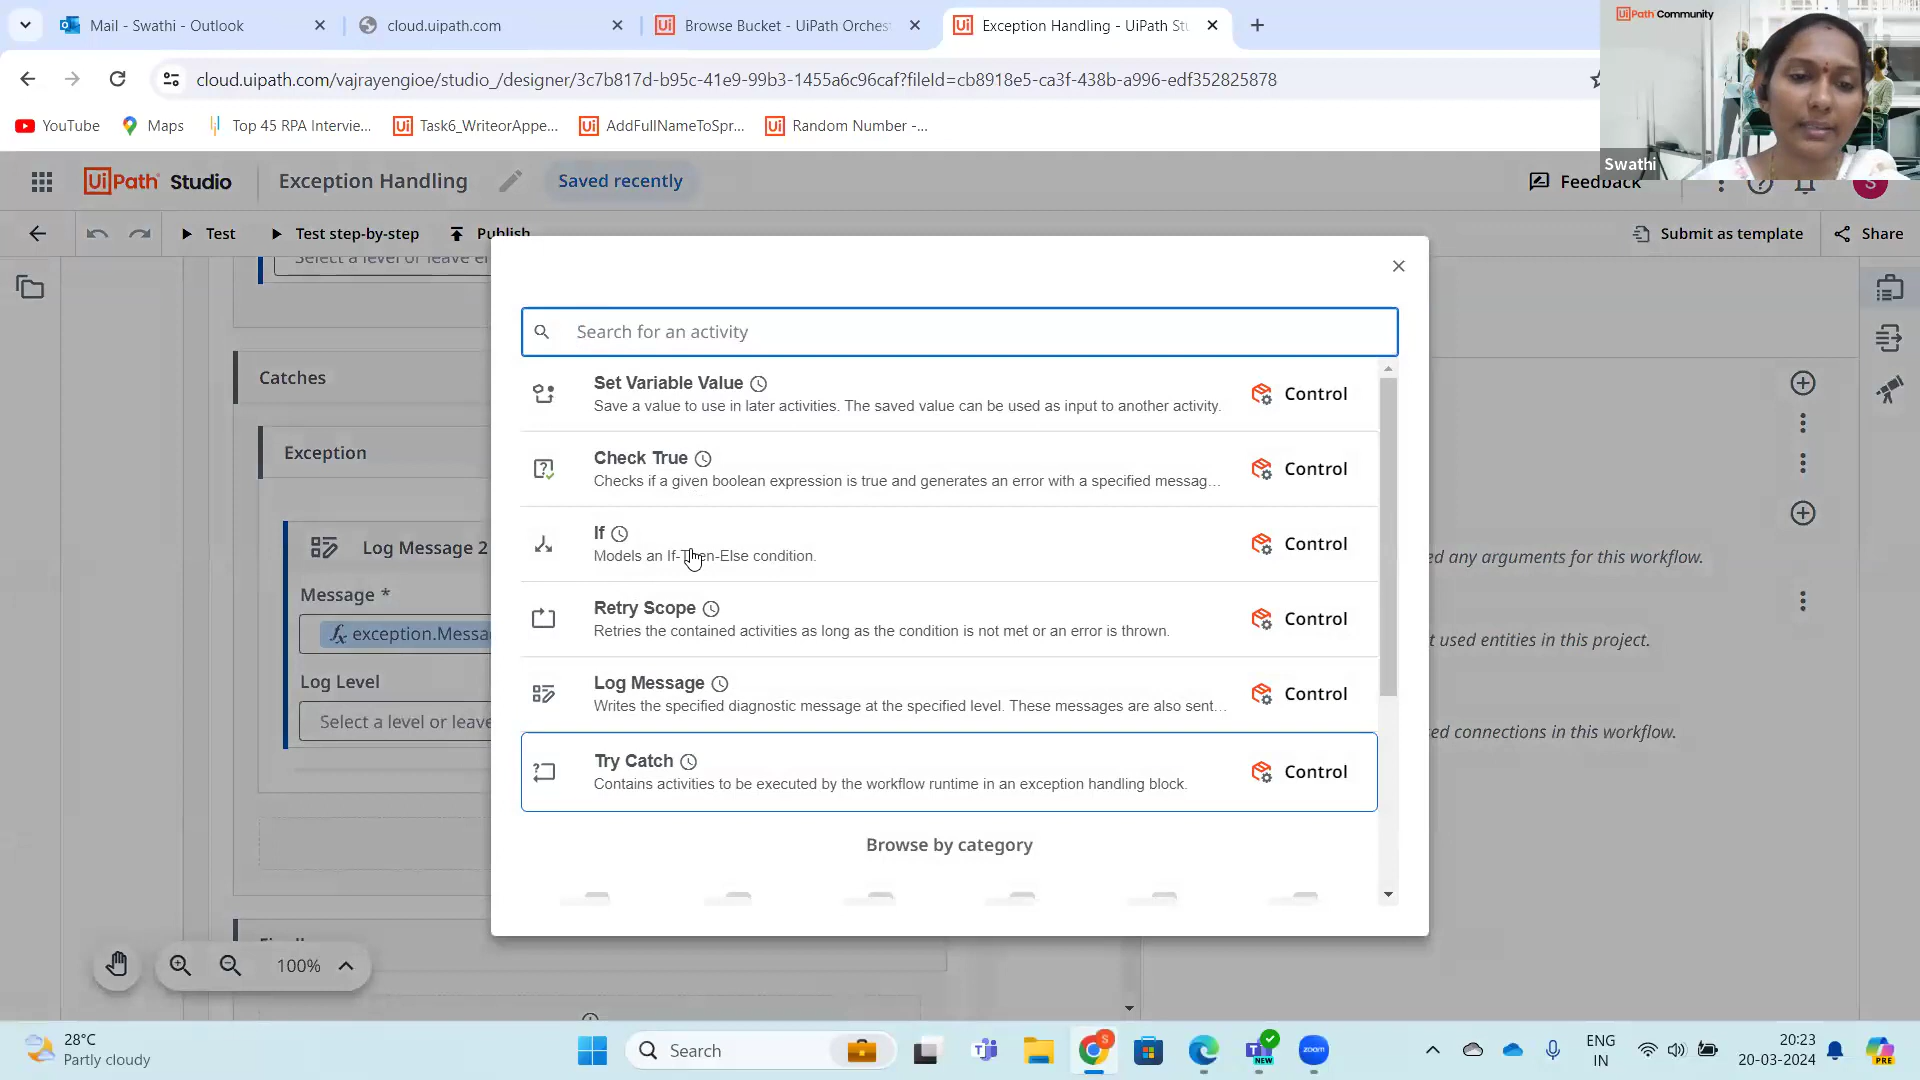 Mail - Swathi - Outlook
cloud.uipath.com
Browse Bucket - UiPath Orches
Exception Handling - UiPath Stu
UiPath Community
cloud.uipath.com/vajrayengioe/studio_/designer/3c7b817d-b95c-41e9-99b3-1455a6c96caf?fileId=cb8918e5-ca3f-438b-a996-edf352825878
YouTube
Maps
Top 45 RPA Intervie...
Task6_WriteorAppe...
AddFullNameToSpr...
Random Number -...
Swathi
UiPath Studio
Exception Handling
Saved recently
Feedback
S
Test
Test step-by-step
Publish
Submit as template
Share
Select a level or leave e
Catches
Exception
Log Message 2
Message *
exception.Messa
Log Level
Select a level or leave
Search for an activity
Set Variable Value
Save a value to use in later activities. The saved value can be used as input to another activity.
Control
Check True
Checks if a given boolean expression is true and generates an error with a specified messag...
Control
If
Models an If-Then-Else condition.
Control
Retry Scope
Retries the contained activities as long as the condition is not met or an error is thrown.
Control
Log Message
Writes the specified diagnostic message at the specified level. These messages are also sent...
Control
Try Catch
Contains activities to be executed by the workflow runtime in an exception handling block.
Control
Browse by category
ed any arguments for this workflow.
t used entities in this project.
ed connections in this workflow.
100%
28°C
Partly cloudy
Search
S
NEW
zoom
ENG
IN
20:23
20-03-2024
PRE